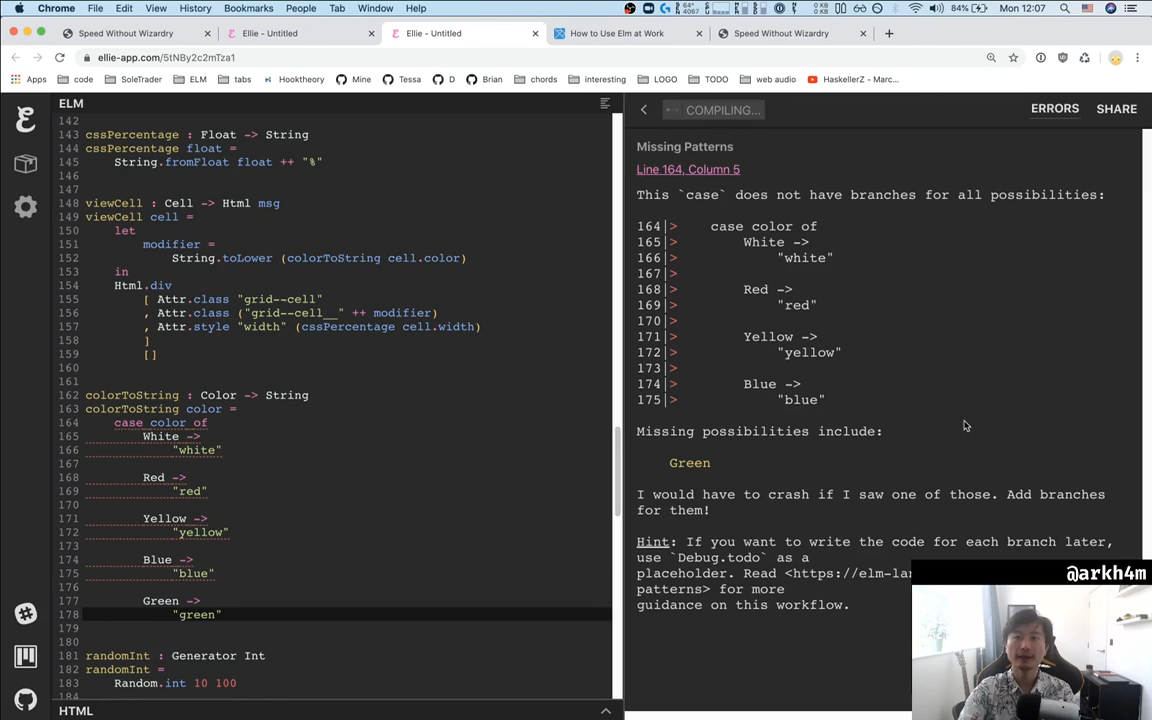 Chrome File Edit View History Bookmarks People Tab Window Help
64° 4067
0 KB 0 KB
84% Mon 12:07
Speed Without Wizardry
Ellie - Untitled
Ellie - Untitled
How to Use Elm at Work
Speed Without Wizardry
ellie-app.com/5tNBy2c2mTza1
Apps code SoleTrader ELM tabs Hooktheory Mine Tessa D Brian chords interesting LOGO TODO web audio HaskellerZ - Marc...
ELM
142
143 cssPercentage : Float -> String
144 cssPercentage float =
145 String.fromFloat float ++ "%"
146
147
148 viewCell : Cell -> Html msg
149 viewCell cell =
150 let
151 modifier =
152 String.toLower (colorToString cell.color)
153 in
154 Html.div
155 [ Attr.class "grid--cell"
156 , Attr.class ("grid--cell__" ++ modifier)
157 , Attr.style "width" (cssPercentage cell.width)
158 ]
159 []
160
161
162 colorToString : Color -> String
163 colorToString color =
164 case color of
165 White ->
166 "white"
167
168 Red ->
169 "red"
170
171 Yellow ->
172 "yellow"
173
174 Blue ->
175 "blue"
176
177 Green ->
178 "green"
179
180
181 randomInt : Generator Int
182 randomInt =
183 Random.int 10 100
184
HTML
COMPILING...
ERRORS
SHARE
Missing Patterns
Line 164, Column 5
This `case` does not have branches for all possibilities:
164|> case color of
165|> White ->
166|> "white"
167|>
168|> Red ->
169|> "red"
170|>
171|> Yellow ->
172|> "yellow"
173|>
174|> Blue ->
175|> "blue"
Missing possibilities include:
Green
I would have to crash if I saw one of those. Add branches
for them!
Hint: If you want to write the code for each branch later,
use `Debug.todo` as a
placeholder. Read <https://elm-lan
patterns> for more
guidance on this workflow.
@arkh4m